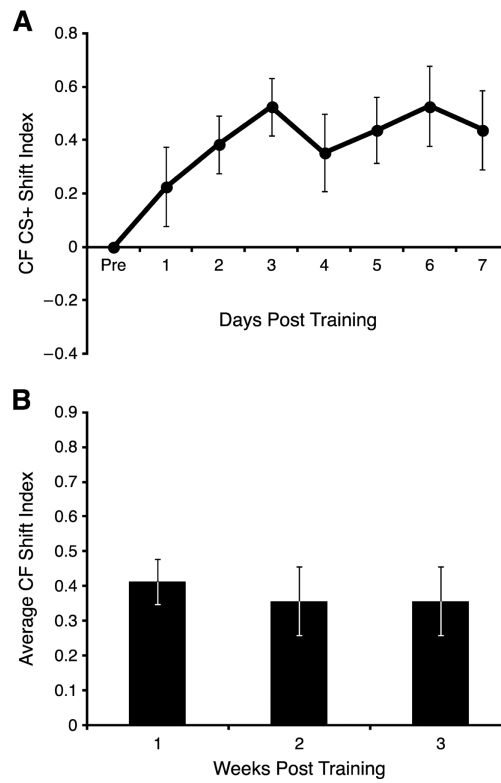 A
CF CS+ Shift Index
0.8
0.6
0.4
0.2
0
−0.2
−0.4
Pre 1 2 3 4 5 6 7
Days Post Training
B
Average CF Shift Index
0.9
0.8
0.7
0.6
0.5
0.4
0.3
0.2
0.1
0
1 2 3
Weeks Post Training